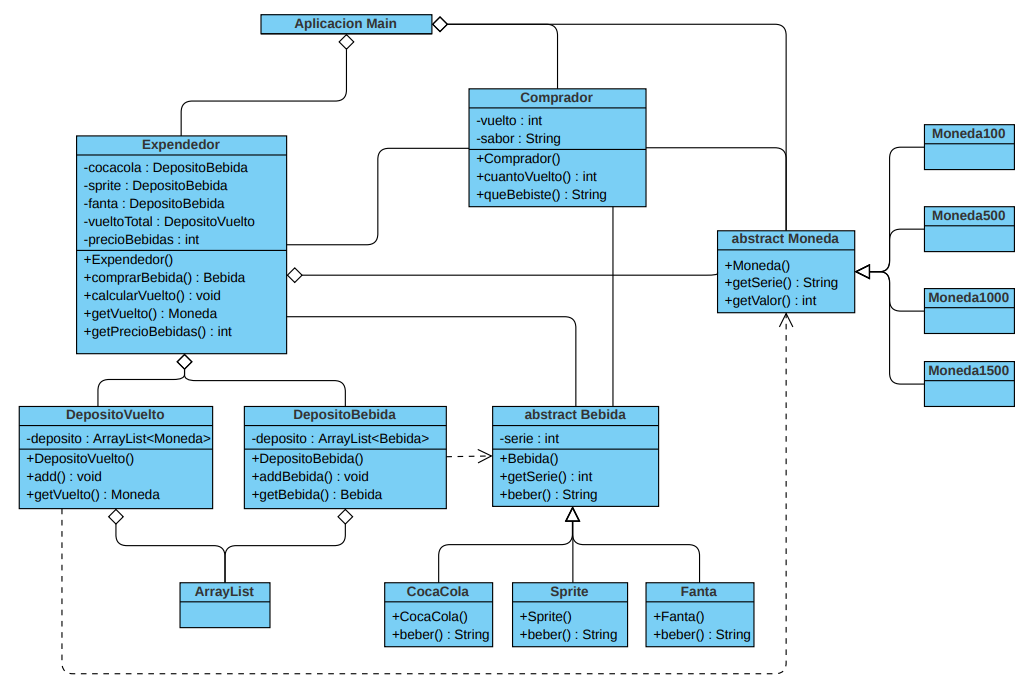 Aplicacion Main
Comprador
-vuelto : int
-sabor : String
+Comprador()
+cuantoVuelto() : int
+queBebiste() : String
Expendedor
-cocacola : DepositoBebida
-sprite : DepositoBebida
-fanta : DepositoBebida
-vueltoTotal : DepositoVuelto
-precioBebidas : int
+Expendedor()
+comprarBebida() : Bebida
+calcularVuelto() : void
+getVuelto() : Moneda
+getPrecioBebidas() : int
abstract Moneda
+Moneda()
+getSerie() : String
+getValor() : int
Moneda100
Moneda500
Moneda1000
Moneda1500
DepositoVuelto
-deposito : ArrayList<Moneda>
+DepositoVuelto()
+add() : void
+getVuelto() : Moneda
DepositoBebida
-deposito : ArrayList<Bebida>
+DepositoBebida()
+addBebida() : void
+getBebida() : Bebida
abstract Bebida
-serie : int
+Bebida()
+getSerie() : int
+beber() : String
ArrayList
CocaCola
+CocaCola()
+beber() : String
Sprite
+Sprite()
+beber() : String
Fanta
+Fanta()
+beber() : String